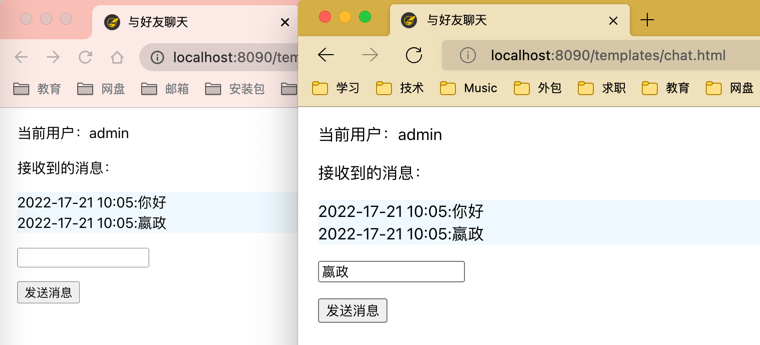 与好友聊天
localhost:8090/tem
教育 网盘 邮箱 安装包
当前用户：admin
接收到的消息：
2022-17-21 10:05:你好
2022-17-21 10:05:嬴政
发送消息
与好友聊天
localhost:8090/templates/chat.html
学习 技术 Music 外包 求职 教育 网盘
当前用户：admin
接收到的消息：
2022-17-21 10:05:你好
2022-17-21 10:05:嬴政
嬴政
发送消息